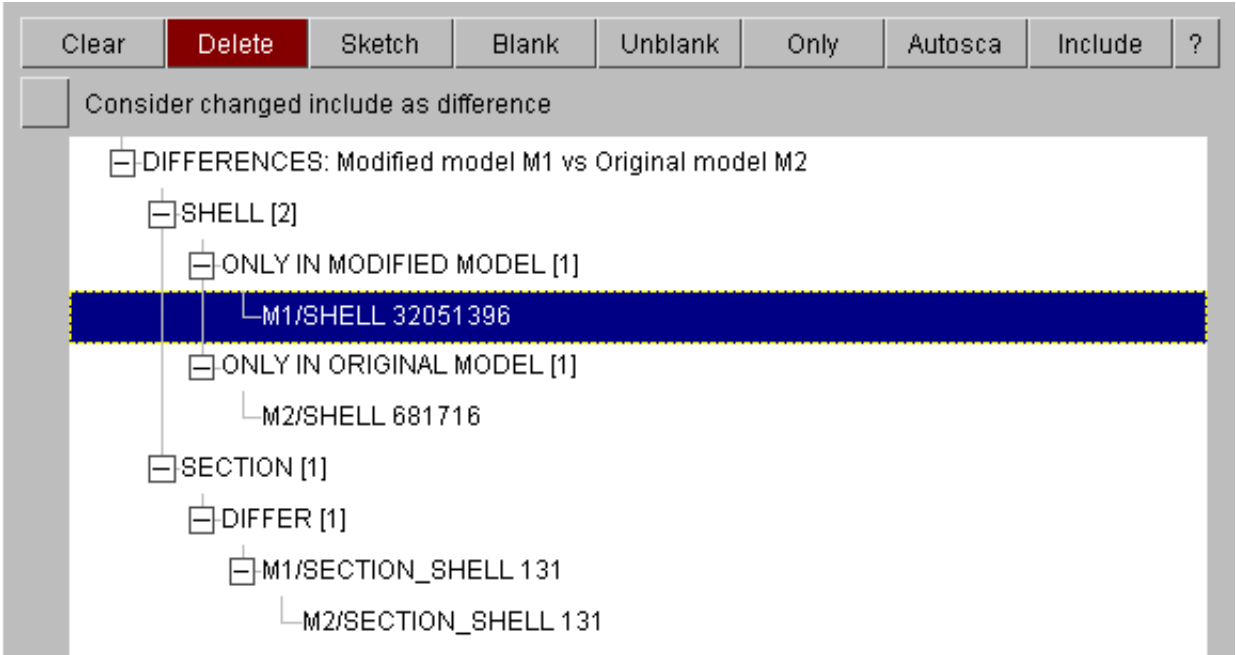 Clear Delete Sketch Blank Unblank Only Autosca Include ?
Consider changed include as difference
DIFFERENCES: Modified model M1 vs Original model M2
SHELL [2]
ONLY IN MODIFIED MODEL [1]
M1/SHELL 32051396
ONLY IN ORIGINAL MODEL [1]
M2/SHELL 681716
SECTION [1]
DIFFER [1]
M1/SECTION_SHELL 131
M2/SECTION_SHELL 131